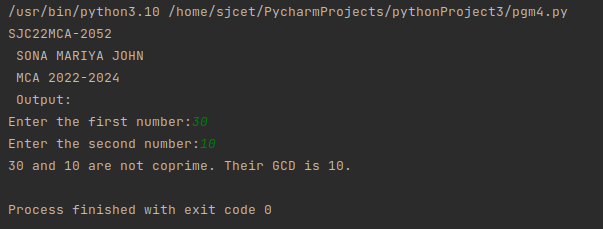 /usr/bin/python3.10 /home/sjcet/PycharmProjects/pythonProject3/pgm4.py
SJC22MCA-2052
SONA MARIYA JOHN
MCA 2022-2024
Output:
Enter the first number:30
Enter the second number:10
30 and 10 are not coprime. Their GCD is 10.
Process finished with exit code 0